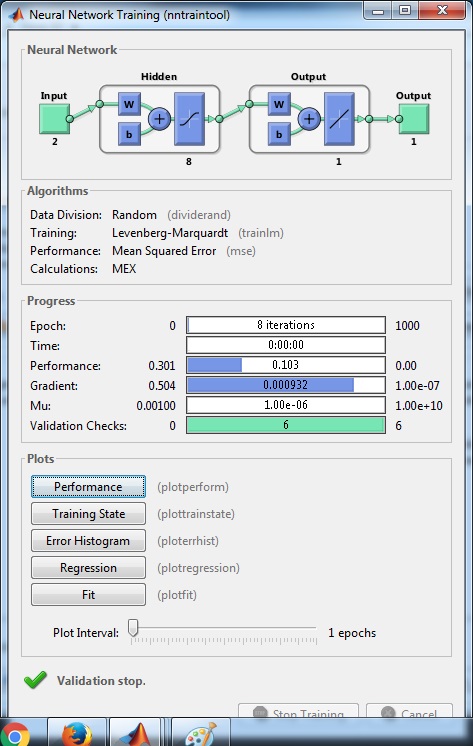 Neural Network Training (nntraintool)
Neural Network
Hidden Output
Input W b + W b + Output
2 8 1 1
Algorithms
Data Division: Random (dividerand)
Training: Levenberg-Marquardt (trainlm)
Performance: Mean Squared Error (mse)
Calculations: MEX
Progress
Epoch: 0 8 iterations 1000
Time: 0:00:00
Performance: 0.301 0.103 0.00
Gradient: 0.504 0.000932 1.00e-07
Mu: 0.00100 1.00e-06 1.00e+10
Validation Checks: 0 6 6
Plots
Performance (plotperform)
Training State (plottrainstate)
Error Histogram (ploterrhist)
Regression (plotregression)
Fit (plotfit)
Plot Interval: 1 epochs
Validation stop.
Stop Training Cancel